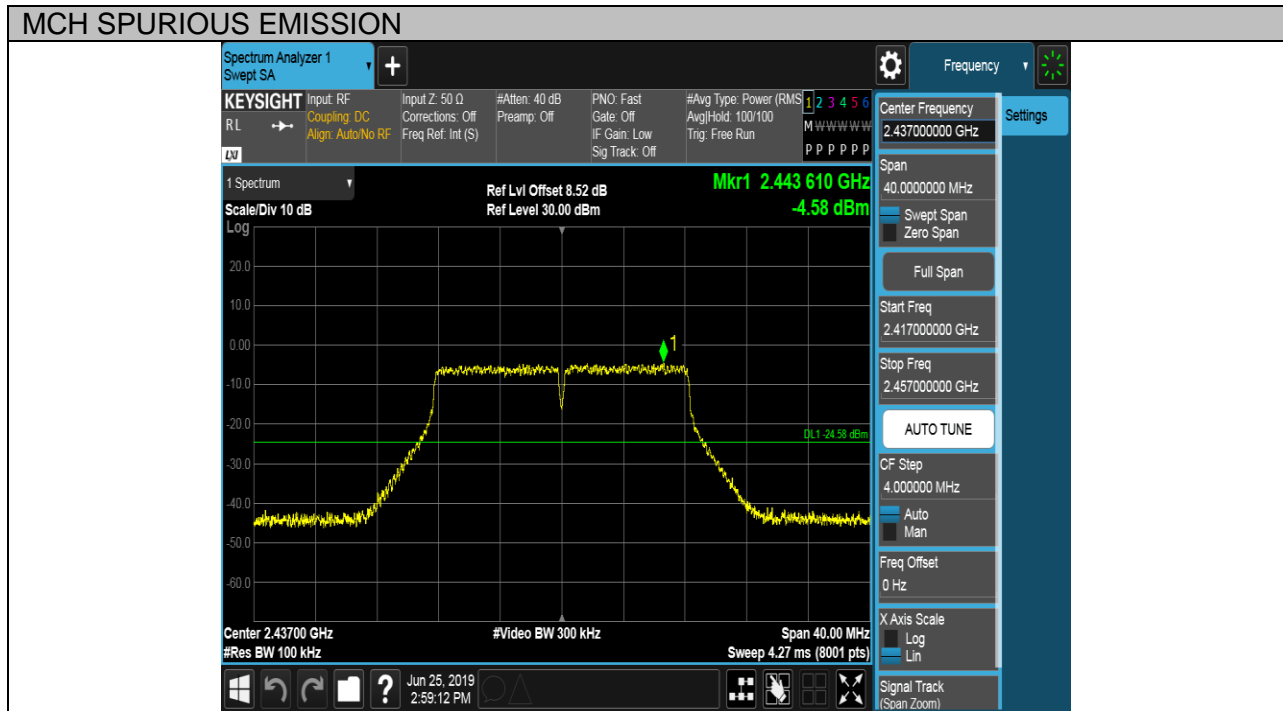 MCH SPURIOUS EMISSION
Spectrum Analyzer 1
Swept SA
Frequency
KEYSIGHT
RL
LXI
Input: RF
Coupling: DC
Align: Auto/No RF
Input Z: 50 Ω
Corrections: Off
Freq Ref: Int (S)
#Atten: 40 dB
Preamp: Off
PNO: Fast
Gate: Off
IF Gain: Low
Sig Track: Off
#Avg Type: Power (RMS
Avg|Hold: 100/100
Trig: Free Run
1 2 3 4 5 6
M W W W W W
P P P P P P
1 Spectrum
Scale/Div 10 dB
Log
Ref Lvl Offset 8.52 dB
Ref Level 30.00 dBm
Mkr1 2.443 610 GHz
-4.58 dBm
20.0
10.0
0.00
-10.0
-20.0
-30.0
-40.0
-50.0
-60.0
1
DL1 -24.58 dBm
Center 2.43700 GHz
#Res BW 100 kHz
#Video BW 300 kHz
Span 40.00 MHz
Sweep 4.27 ms (8001 pts)
Jun 25, 2019
2:59:12 PM
Center Frequency
2.437000000 GHz
Span
40.0000000 MHz
Swept Span
Zero Span
Full Span
Start Freq
2.417000000 GHz
Stop Freq
2.457000000 GHz
AUTO TUNE
CF Step
4.000000 MHz
Auto
Man
Freq Offset
0 Hz
X Axis Scale
Log
Lin
Signal Track
(Span Zoom)
Settings